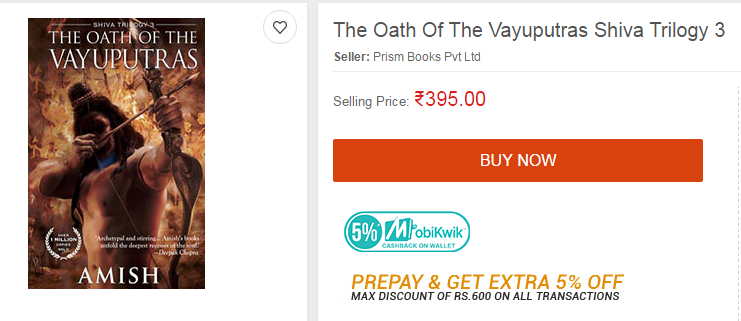 SHIVA TRILOGY 3
THE OATH OF THE
VAYUPUTRAS
OVER
1 MILLION
COPIES
SOLD
"Archetypal and stirring... Amish's books
unfold the deepest recesses of the soul."
–Deepak Chopra
AMISH
The Oath Of The Vayuputras Shiva Trilogy 3
Seller: Prism Books Pvt Ltd
Selling Price: ₹395.00
BUY NOW
5% MobiKwik
CASHBACK ON WALLET
PREPAY & GET EXTRA 5% OFF
MAX DISCOUNT OF RS.600 ON ALL TRANSACTIONS